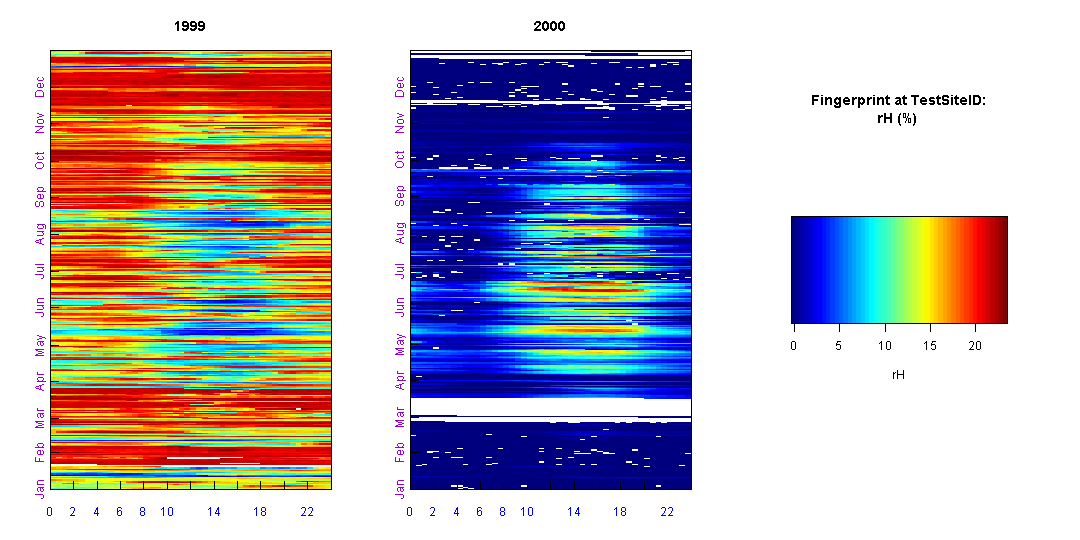 1999
2000
Dec
Nov
Oct
Sep
Aug
Jul
Jun
May
Apr
Mar
Feb
Jan
0 2 4 6 8 10 14 18 22
Dec
Nov
Oct
Sep
Aug
Jul
Jun
May
Apr
Mar
Feb
Jan
0 2 4 6 8 10 14 18 22
Fingerprint at TestSiteID:
rH (%)
0 5 10 15 20
rH